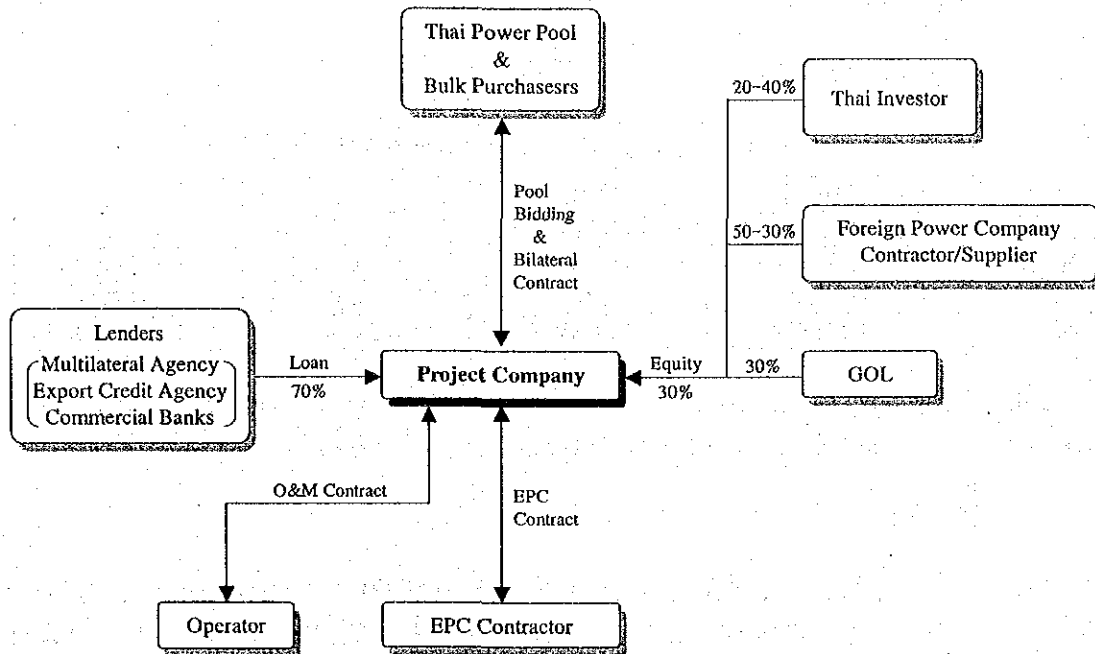 Thai Power Pool
&
Bulk Purchasesrs
20~40%
Thai Investor
Pool
Bidding
&
Bilateral
Contract
50~30%
Foreign Power Company
Contractor/Supplier
Lenders
Multilateral Agency
Export Credit Agency
Commercial Banks
Loan
70%
Project Company
Equity
30%
30%
GOL
O&M Contract
EPC
Contract
Operator
EPC Contractor